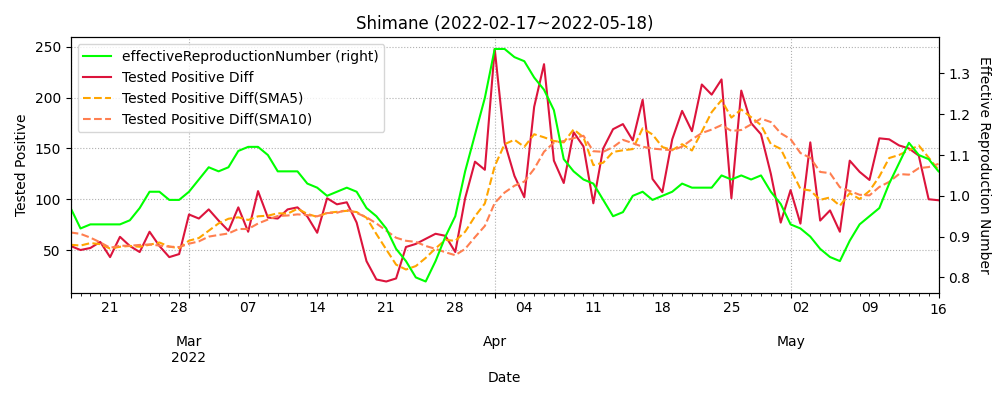 Shimane (2022-02-17~2022-05-18)
effectiveReproductionNumber (right)
Tested Positive Diff
Tested Positive Diff(SMA5)
Tested Positive Diff(SMA10)
Tested Positive
250
200
150
100
50
Effective Reproduction Number
1.3
1.2
1.1
1.0
0.9
0.8
21 28 07 14 21 28 04 11 18 25 02 09 16
Mar Apr May
2022
Date